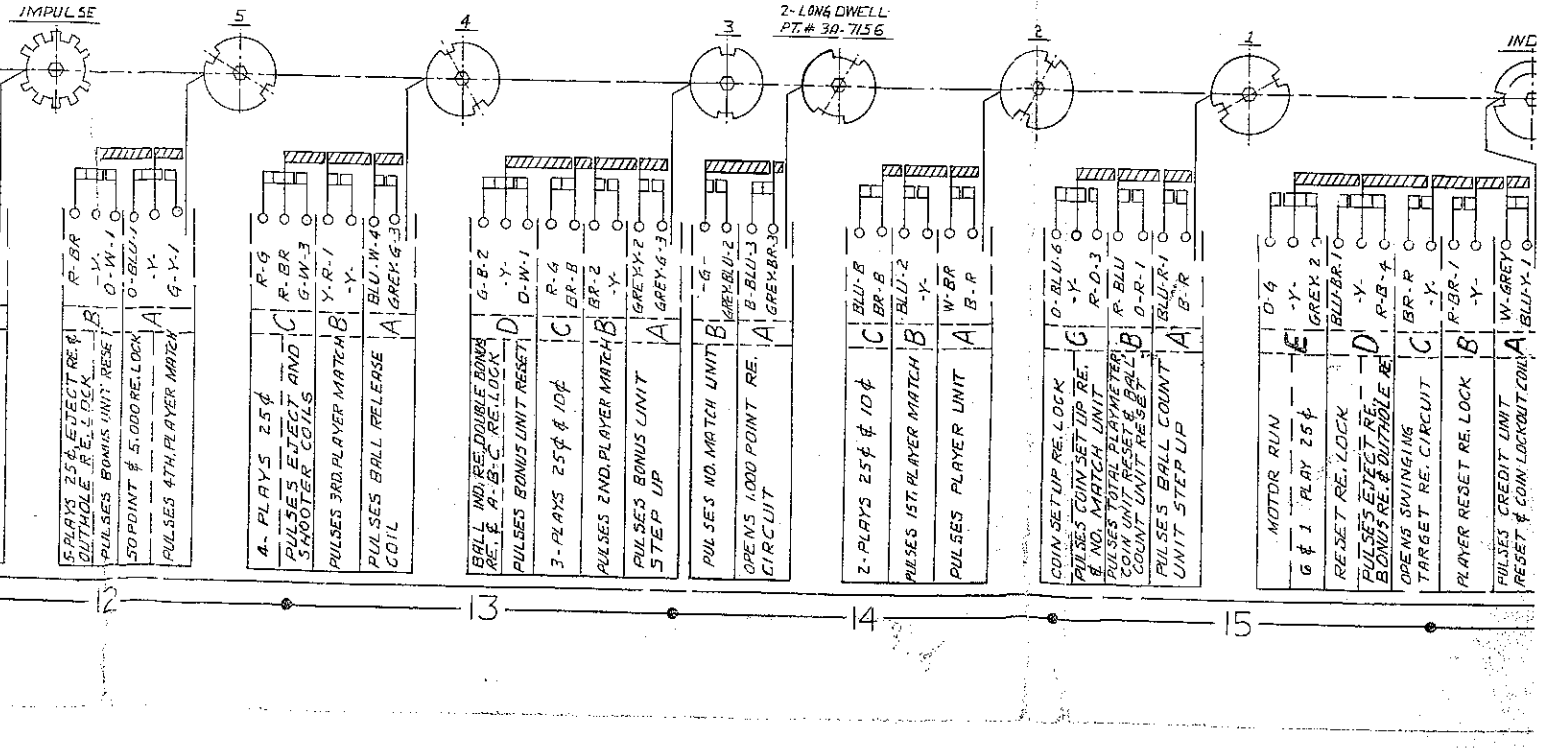 IMPULSE
5
4
3
2-LONG DWELL
PT.# 3A-7156
2
1
IND
R-BR
-Y-
O-W-1
O-BLU-1
-Y-
G-Y-1
B
A
5-PLAYS 25¢, EJECT RE. &
OUTHOLE RE. LOCK
PULSES BONUS UNIT RESET
50POINT & 5,000 RE. LOCK
PULSES 4TH. PLAYER MATCH
R-G
R-BR
G-W-3
Y-R-1
-Y-
BLU-W-4
GREY-G-3
C
B
A
4- PLAYS 25¢
PULSES EJECT AND
SHOOTER COILS
PULSES 3RD. PLAYER MATCH
PULSES BALL RELEASE
COIL
G-B-2
-Y-
O-W-1
R-G
BR-B
BR-2
-Y-
GREY-Y-2
GREY-G-3
D
C
B
A
BALL IND. RE. DOUBLE BONUS
RE. & A-B-C RE. LOCK
PULSES BONUS UNIT RESET
3-PLAYS 25¢ & 10¢
PULSES 2ND. PLAYER MATCH
PULSES BONUS UNIT
STEP UP
-G-
GREY-BLU-2
B-BLU-3
GREY-BR-3
B
A
PULSES NO. MATCH UNIT
OPENS 1,000 POINT RE.
CIRCUIT
BLU-B
BR-B
BLU-2
-Y-
W-BR
B-R
C
B
A
2-PLAYS 25¢ & 10¢
PULSES 1ST. PLAYER MATCH
PULSES PLAYER UNIT
O-BLU-6
-Y-
R-O-3
R-BLU
O-R-1
BLU-R-1
B-R
C
B
A
COIN SET UP RE. LOCK
PULSES COIN SET UP RE.
& NO. MATCH UNIT
PULSES TOTAL PLAYMETER,
COIN UNIT RESET & BALL
COUNT UNIT RESET
PULSES BALL COUNT
UNIT STEP UP
O-G
-Y-
GREY-2
BLU-BR-1
-Y-
R-B-4
BR-R
-Y-
R-BR-1
-Y-
W-GREY
BLU-Y-1
E
D
C
B
A
MOTOR RUN
G & 1 PLAY 25¢
RESET RE. LOCK
PULSES EJECT RE.
BONUS RE & OUTHOLE RE.
OPENS SWINGING
TARGET RE. CIRCUIT
PLAYER RESET RE. LOCK
PULSES CREDIT UNIT
RESET & COIN LOCKOUT COIL
12
13
14
15